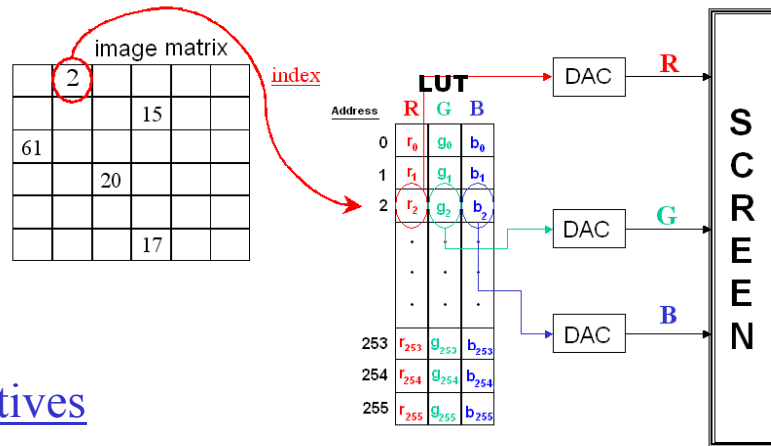 image matrix
2
15
61
20
17
index
LUT
Address R G B
0 r0 g0 b0
1 r1 g1 b1
2 r2 g2 b2
. . .
. . .
. . .
253 r253 g253 b253
254 r254 g254 b254
255 r255 g255 b255
DAC R
DAC G
DAC B
SCREEN
tives